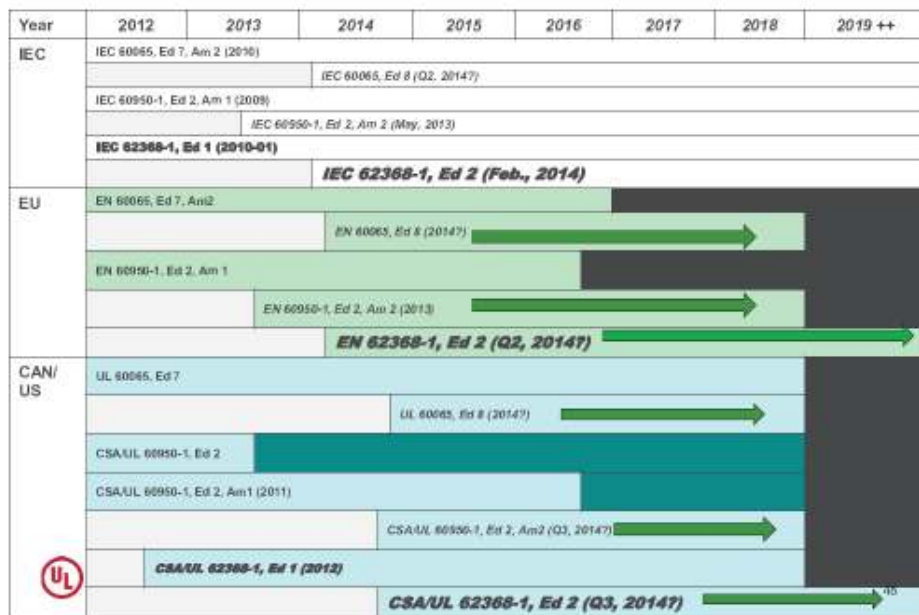 Year 2012 2013 2014 2015 2016 2017 2018 2019 ++
IEC
IEC 60065, Ed 7, Am 2 (2010)
IEC 60065, Ed 8 (Q2, 2014?)
IEC 60950-1, Ed 2, Am 1 (2009)
IEC 60950-1, Ed 2, Am 2 (May, 2013)
IEC 62368-1, Ed 1 (2010-01)
IEC 62368-1, Ed 2 (Feb., 2014)
EU
EN 60065, Ed 7, Am2
EN 60065, Ed 8 (2014?)
EN 60950-1, Ed 2, Am 1
EN 60950-1, Ed 2, Am 2 (2013)
EN 62368-1, Ed 2 (Q2, 2014?)
CAN/
US
UL 60065, Ed 7
UL 60065, Ed 8 (2014?)
CSA/UL 60950-1, Ed 2
CSA/UL 60950-1, Ed 2, Am1 (2011)
CSA/UL 60950-1, Ed 2, Am2 (Q3, 2014?)
CSA/UL 62368-1, Ed 1 (2012)
UL
CSA/UL 62368-1, Ed 2 (Q3, 2014?)